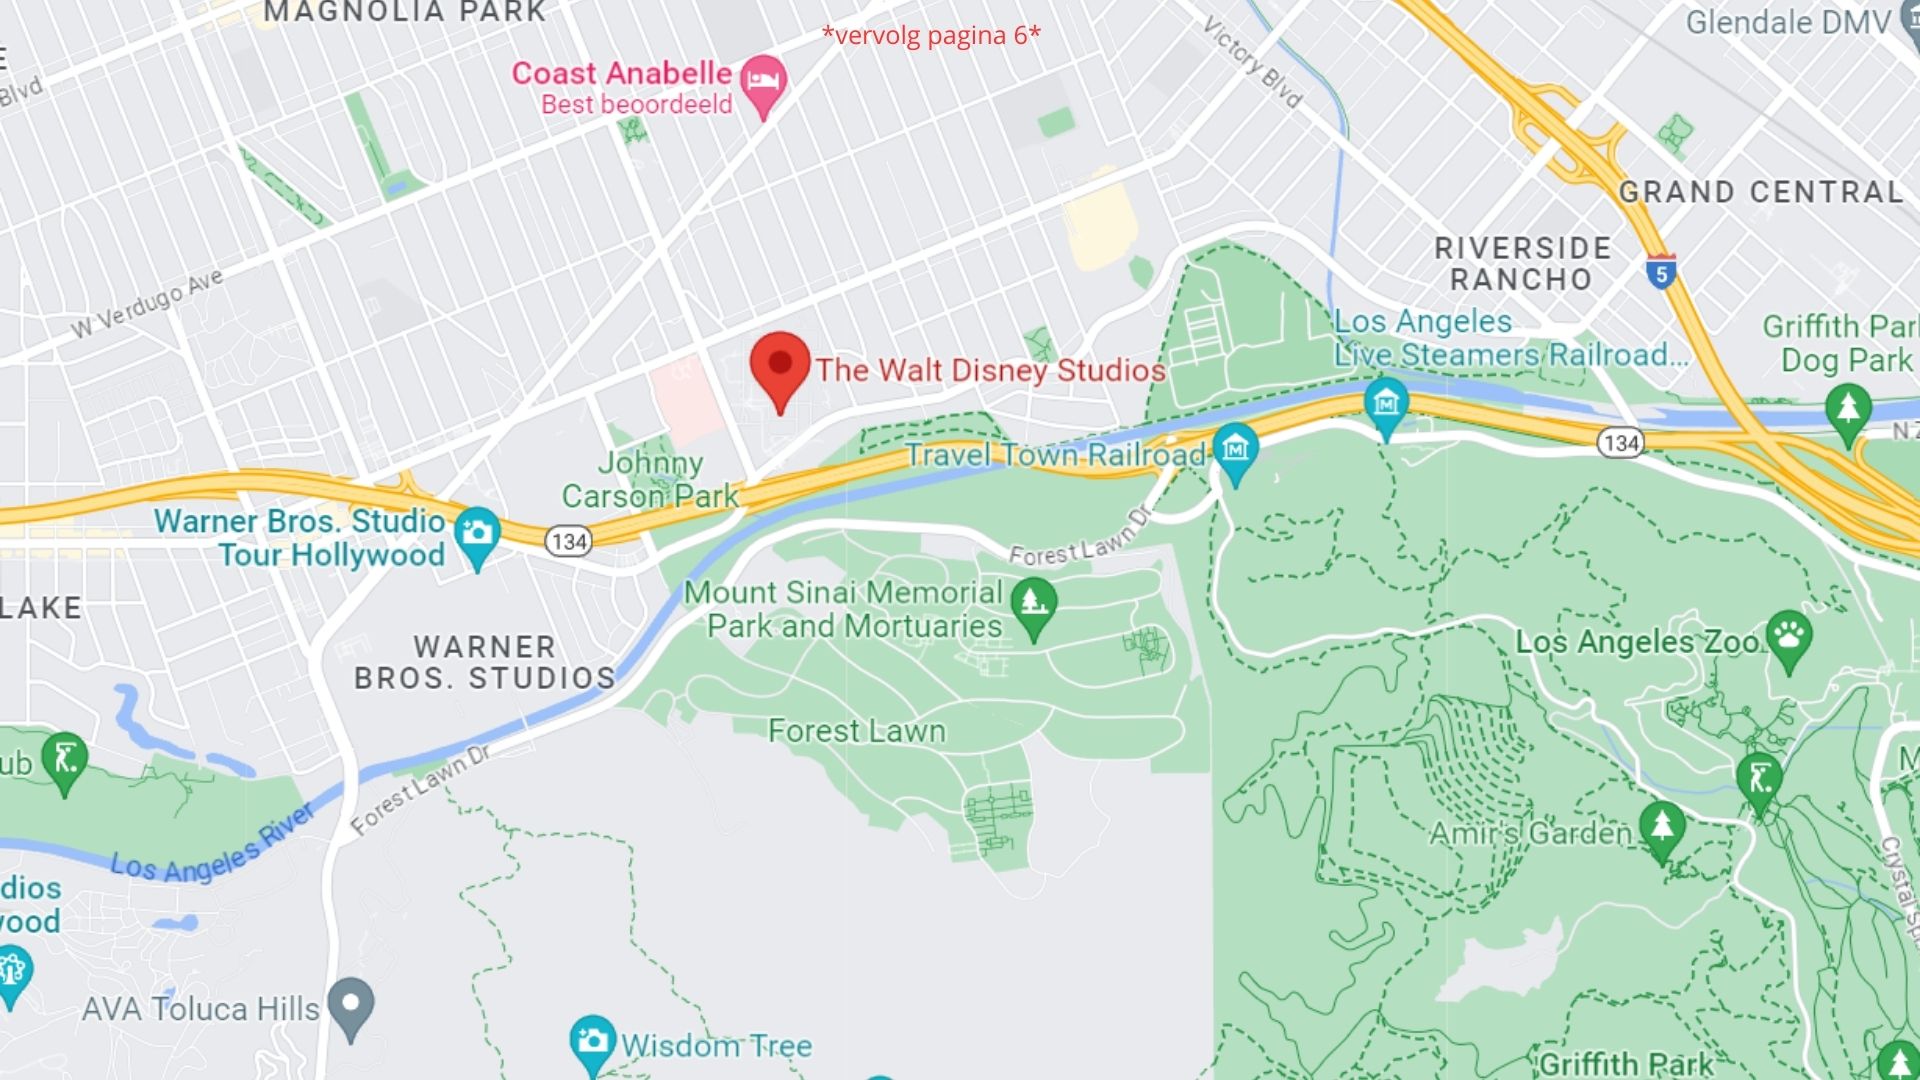 MAGNOLIA PARK
*vervolg pagina 6*
Glendale DMV
Blvd
Coast Anabelle
Best beoordeeld
Victory Blvd
GRAND CENTRAL
RIVERSIDE
RANCHO
5
W Verdugo Ave
Los Angeles
Live Steamers Railroad...
Griffith Par
Dog Park
The Walt Disney Studios
134
Travel Town Railroad
Johnny
Carson Park
Warner Bros. Studio
Tour Hollywood
134
Forest Lawn Dr
Mount Sinai Memorial
Park and Mortuaries
LAKE
WARNER
BROS. STUDIOS
Los Angeles Zoo
Forest Lawn
ub
Forest Lawn Dr
Los Angeles River
Amir's Garden
Crystal Sp
dios
vood
AVA Toluca Hills
Wisdom Tree
Griffith Park